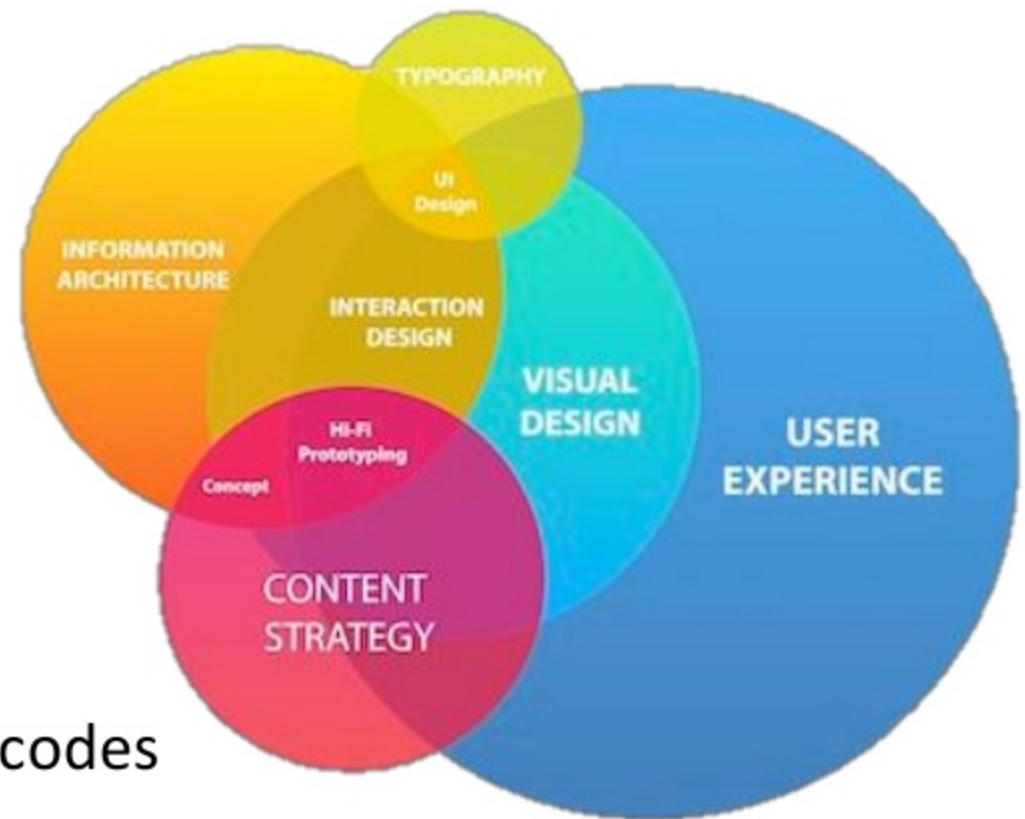 TYPOGRAPHY
UI
Design
INFORMATION
ARCHITECTURE
INTERACTION
DESIGN
VISUAL
DESIGN
USER
EXPERIENCE
Hi-Fi
Prototyping
Concept
CONTENT
STRATEGY
codes